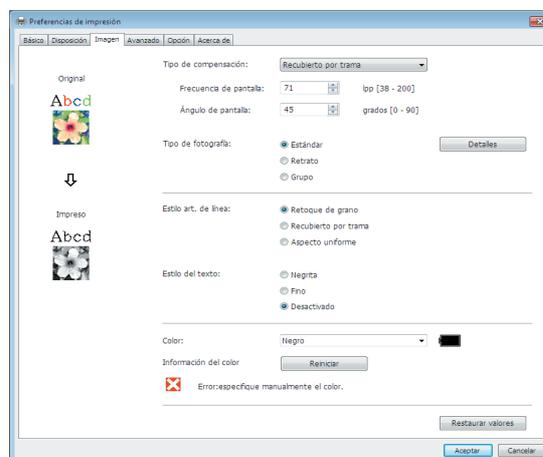 Preferencias de impresión
Básico Disposición Imagen Avanzado Opción Acerca de
Original
Abcd
Impreso
Abcd
Tipo de compensación: Recubierto por trama
Frecuencia de pantalla: 71 lpp [38 - 200]
Ángulo de pantalla: 45 grados [0 - 90]
Tipo de fotografía: Estándar Detalles
Retrato
Grupo
Estilo art. de línea: Retoque de grano
Recubierto por trama
Aspecto uniforme
Estilo del texto: Negrita
Fino
Desactivado
Color: Negro
Información del color Reiniciar
Error:especifique manualmente el color.
Restaurar valores
Aceptar Cancelar